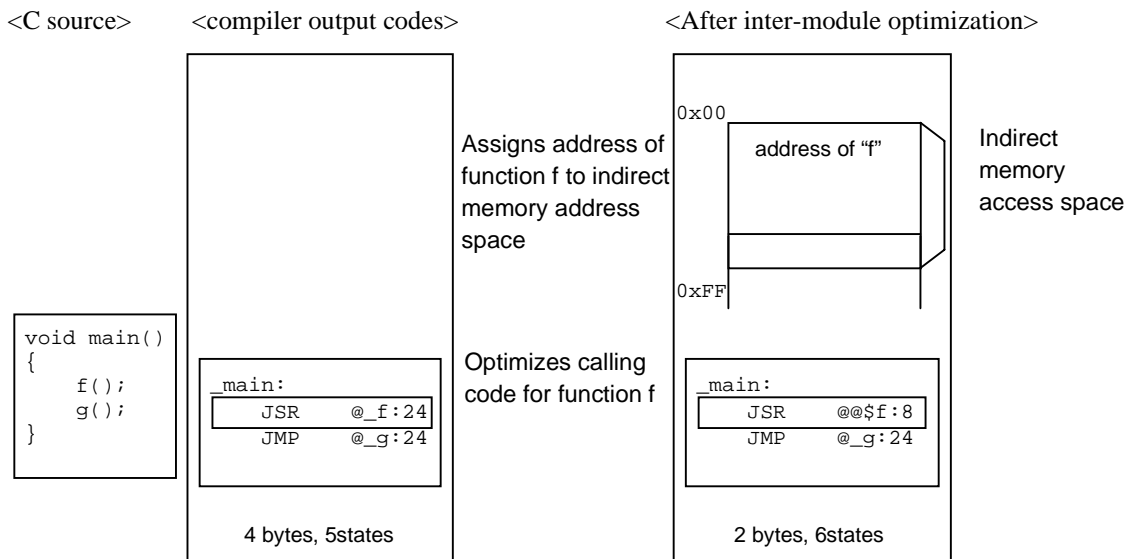 <C source>
<compiler output codes>
<After inter-module optimization>
void main()
{
f();
g();
}
_main:
JSR @_f:24
JMP @_g:24
4 bytes, 5states
Assigns address of
function f to indirect
memory address
space
Optimizes calling
code for function f
0x00
address of “f”
0xFF
_main:
JSR @@$f:8
JMP @_g:24
2 bytes, 6states
Indirect
memory
access space